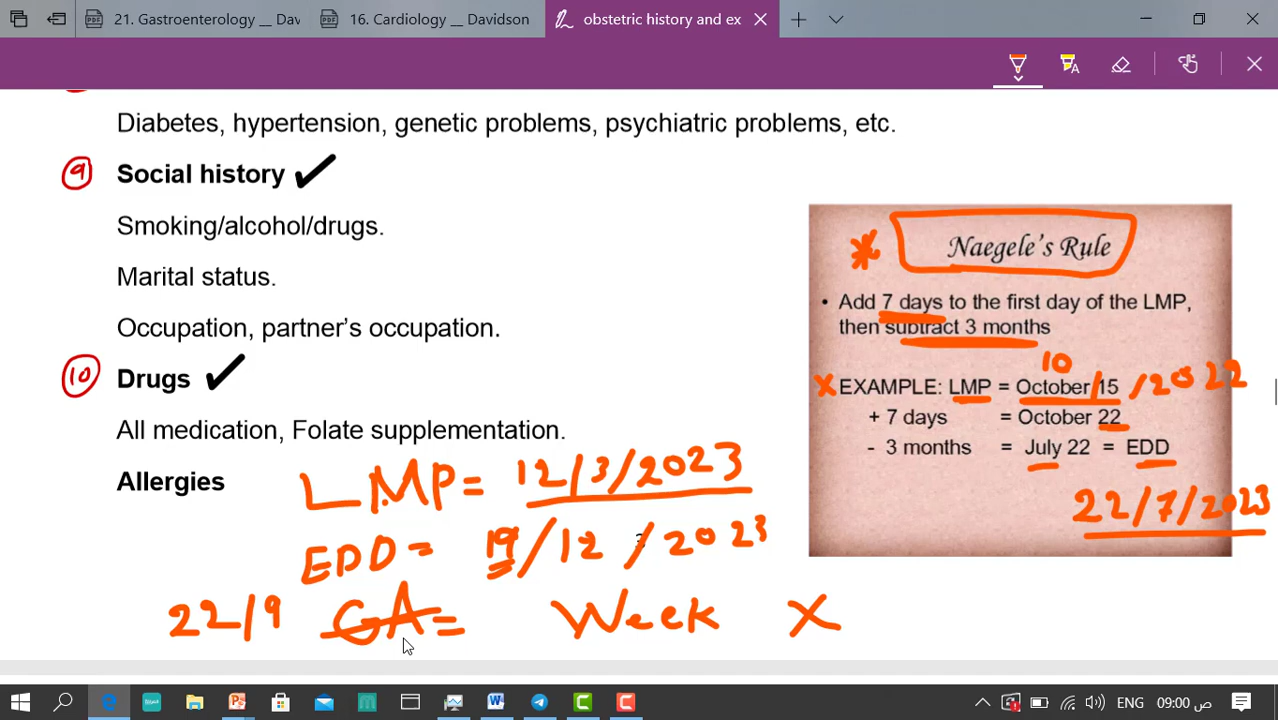 21. Gastroenterology __ Dav
16. Cardiology __ Davidson
obstetric history and ex
Diabetes, hypertension, genetic problems, psychiatric problems, etc.
9 Social history
Smoking/alcohol/drugs.
Marital status.
Occupation, partner's occupation.
10 Drugs
All medication, Folate supplementation.
Allergies
LMP= 12/3/2023
EDD= 19/12/2023
22/9 GA= Week X
* Naegele's Rule
• Add 7 days to the first day of the LMP,
then subtract 3 months
10
X EXAMPLE: LMP = October/15/2022
+ 7 days = October 22
- 3 months = July 22 = EDD
22/7/2023
ENG 09:00 ص